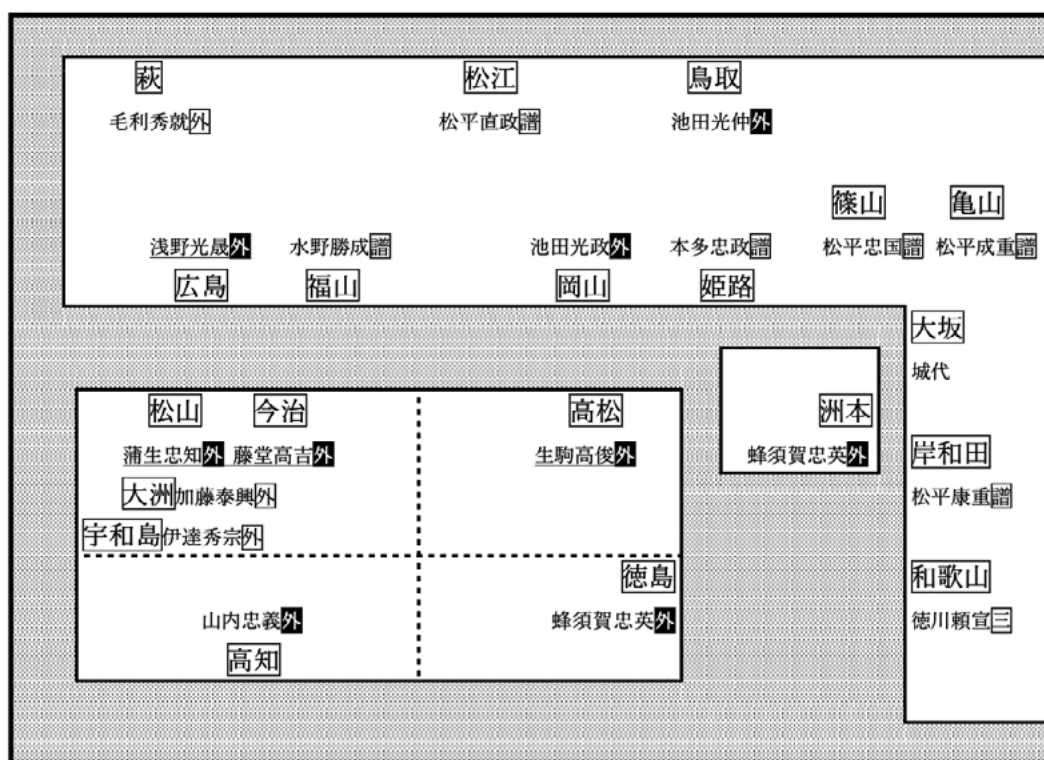 萩
毛利秀就外
松江
松平直政譜
鳥取
池田光仲外
篠山
松平忠国譜
亀山
松平成重譜
浅野光晟外
広島
水野勝成譜
福山
池田光政外
岡山
本多忠政譜
姫路
大坂
城代
松山
蒲生忠知外
今治
藤堂高吉外
高松
生駒高俊外
洲本
蜂須賀忠英外
岸和田
松平康重譜
大洲加藤泰興外
宇和島伊達秀宗外
徳島
蜂須賀忠英外
和歌山
徳川頼宣三
山内忠義外
高知